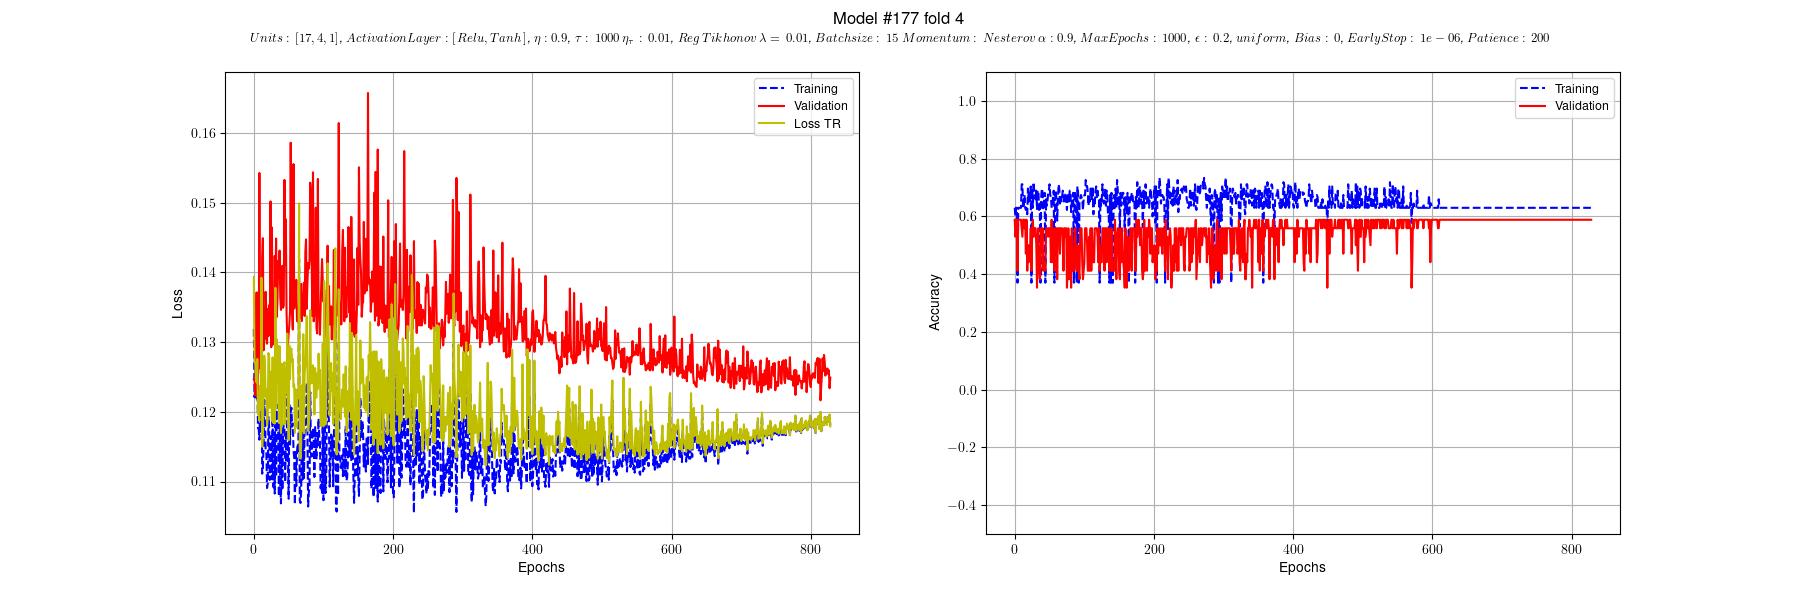 Model #177 fold 4
Units : [17, 4, 1], ActivationLayer : [Relu, Tanh], η : 0.9, τ : 1000 η_τ : 0.01, Reg Tikhonov λ = 0.01, Batchsize : 15 Momentum : Nesterov α : 0.9, MaxEpochs : 1000, ϵ : 0.2, uniform, Bias : 0, EarlyStop : 1e − 06, Patience : 200
Training
Validation
Loss TR
0.16
0.15
0.14
0.13
0.12
0.11
Loss
0
200
400
600
800
Epochs
Training
Validation
1.0
0.8
0.6
0.4
0.2
0.0
−0.2
−0.4
Accuracy
0
200
400
600
800
Epochs